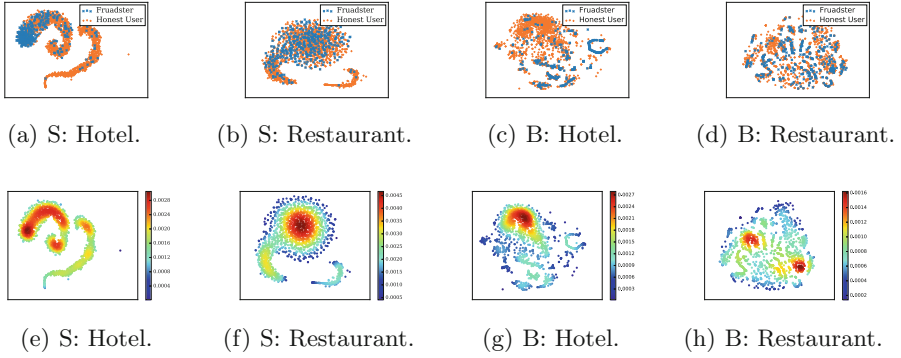 Fruadster Fruadster Fruadster Fruadster
Honest User Honest User Honest User Honest User
(a) S: Hotel. (b) S: Restaurant. (c) B: Hotel. (d) B: Restaurant.
0.0028 0.0045 0.0027 0.0016
0.0024 0.0040 0.0024 0.0014
0.0020 0.0035 0.0021 0.0012
0.0016 0.0030 0.0018 0.0010
0.0012 0.0025 0.0015 0.0008
0.0008 0.0020 0.0012 0.0006
0.0004 0.0015 0.0009 0.0004
0.0010 0.0006 0.0002
0.0005 0.0003
(e) S: Hotel. (f) S: Restaurant. (g) B: Hotel. (h) B: Restaurant.